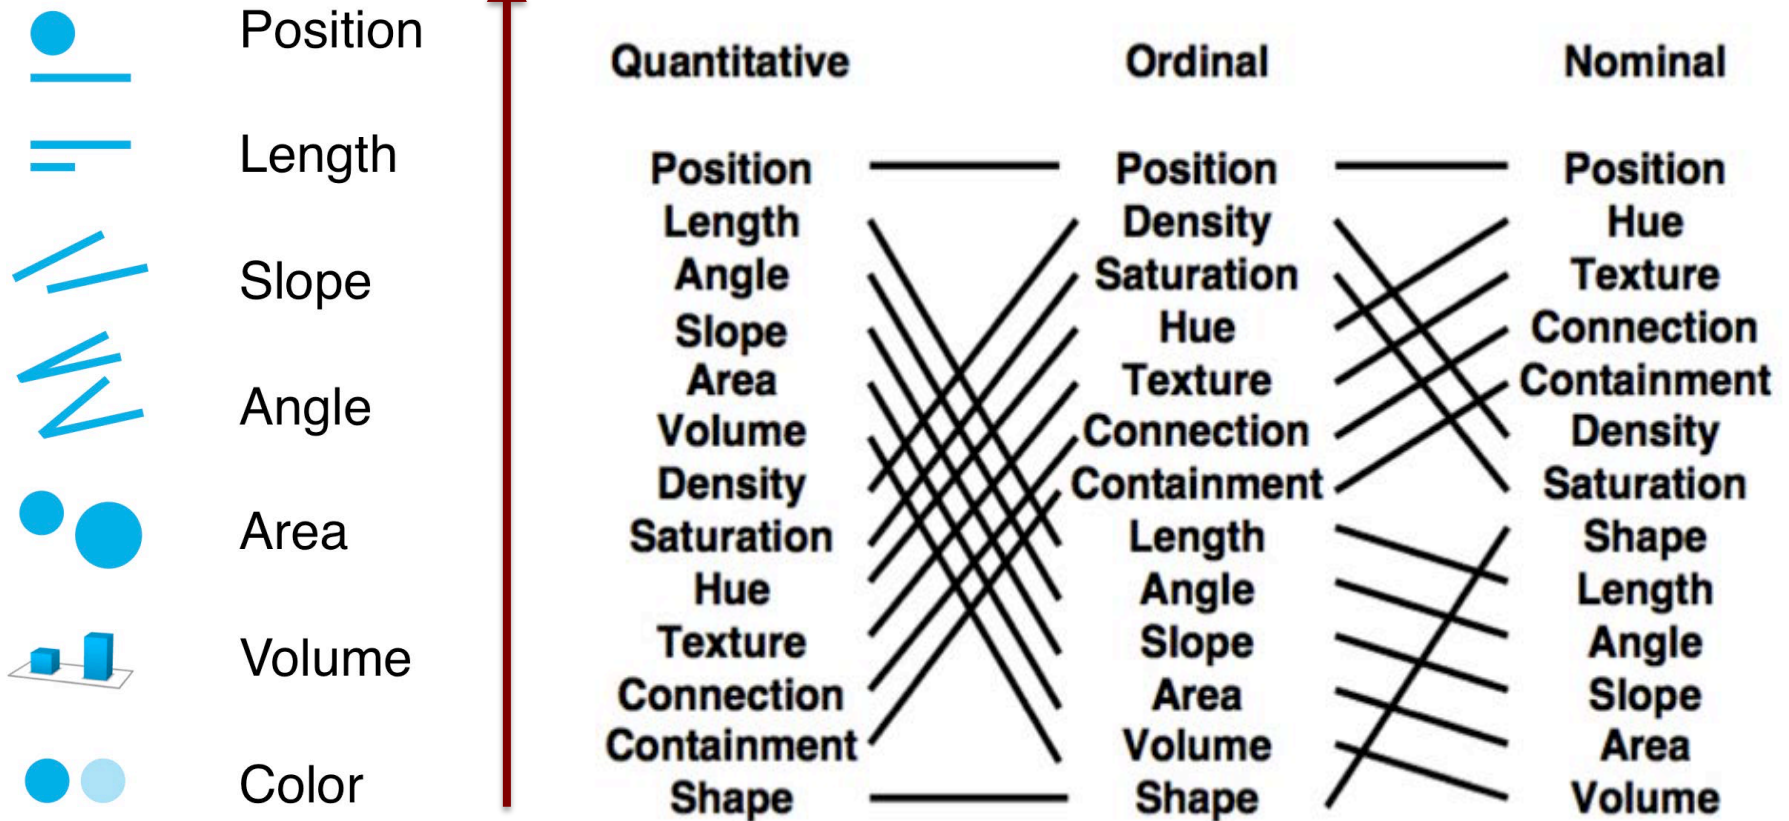 Position
Length
Slope
Angle
Area
Volume
Color
Quantitative
Position
Length
Angle
Slope
Area
Volume
Density
Saturation
Hue
Texture
Connection
Containment
Shape
Ordinal
Position
Density
Saturation
Hue
Texture
Connection
Containment
Length
Angle
Slope
Area
Volume
Shape
Nominal
Position
Hue
Texture
Connection
Containment
Density
Saturation
Shape
Length
Angle
Slope
Area
Volume